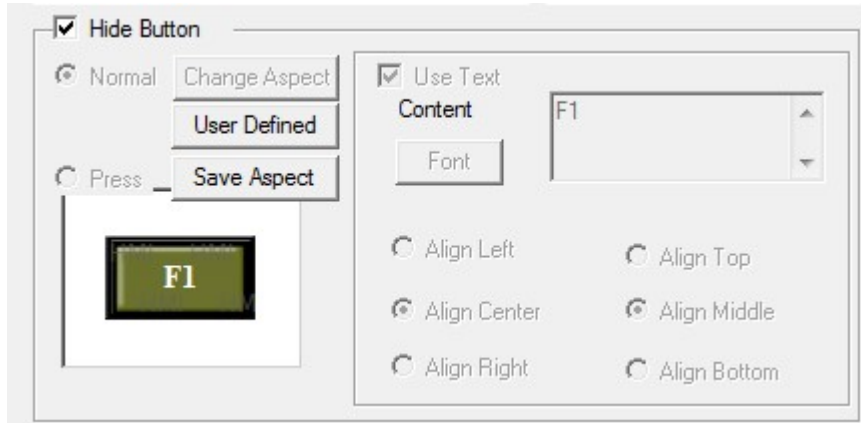 Hide Button
Normal
Change Aspect
User Defined
Press
Save Aspect
F1
Use Text
Content
F1
Font
Align Left
Align Top
Align Center
Align Middle
Align Right
Align Bottom